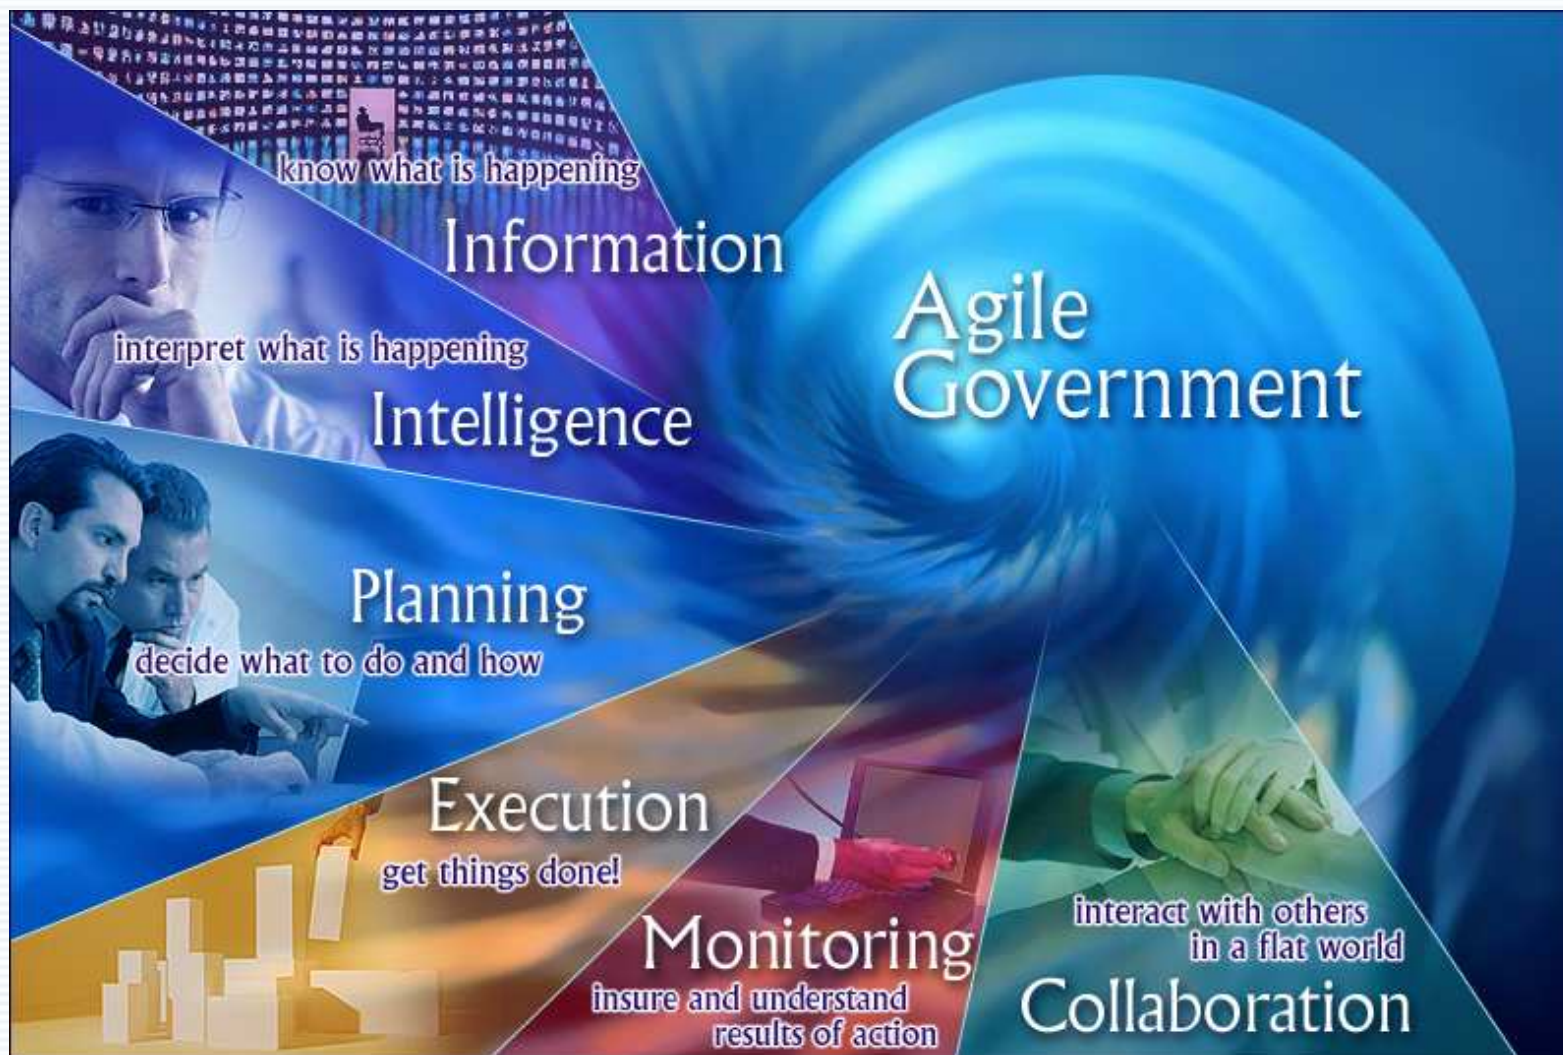 know what is happening
Information
Agile
Government
interpret what is happening
Intelligence
Planning
decide what to do and how
Execution
get things done!
Monitoring
insure and understand
results of action
interact with others
in a flat world
Collaboration